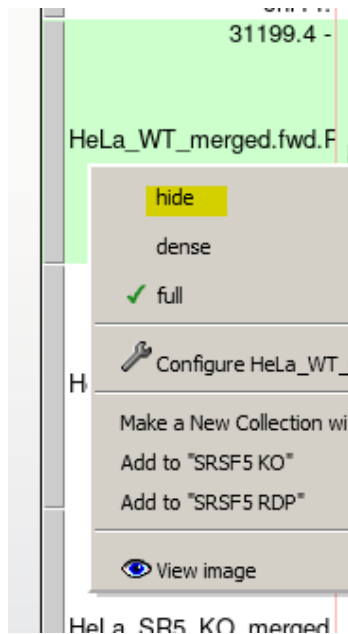 31199.4 -
HeLa_WT_merged.fwd.F
hide
dense
full
Configure HeLa_WT_
H
Make a New Collection wi
Add to "SRSF5 KO"
Add to "SRSF5 RDP"
View image
HeLa_SR5_KO_merged